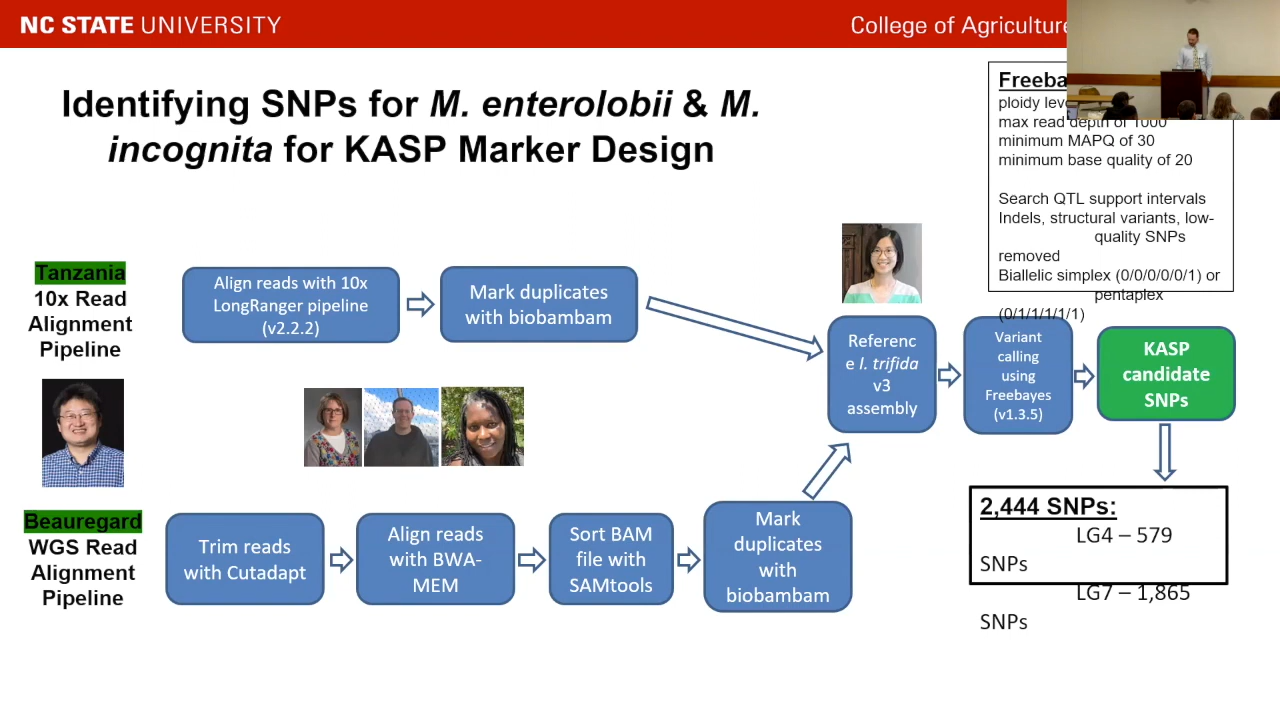 NC STATE UNIVERSITY
College of Agriculture
Identifying SNPs for M. enterolobii & M.
incognita for KASP Marker Design
ploidy
max read depth of 1000
minimum MAPQ of 30
minimum base quality of 20
Search QTL support intervals
Indels, structural variants, low-
quality SNPs
removed
Biallelic simplex (0/0/0/0/0/1) or
pentaplex
(0/1/1/1/1/1)
Tanzania
10x Read
Alignment
Pipeline
Align reads with 10x
LongRanger pipeline
(v2.2.2)
Mark duplicates
with biobambam
Referenc
e I. trifida
v3
assembly
Variant
calling
using
Freebayes
(v1.3.5)
KASP
candidate
SNPs
Beauregard
WGS Read
Alignment
Pipeline
Trim reads
with Cutadapt
Align reads
with BWA-
MEM
Sort BAM
file with
SAMtools
Mark
duplicates
with
biobambam
2,444 SNPs:
LG4 – 579
SNPs
LG7 – 1,865
SNPs